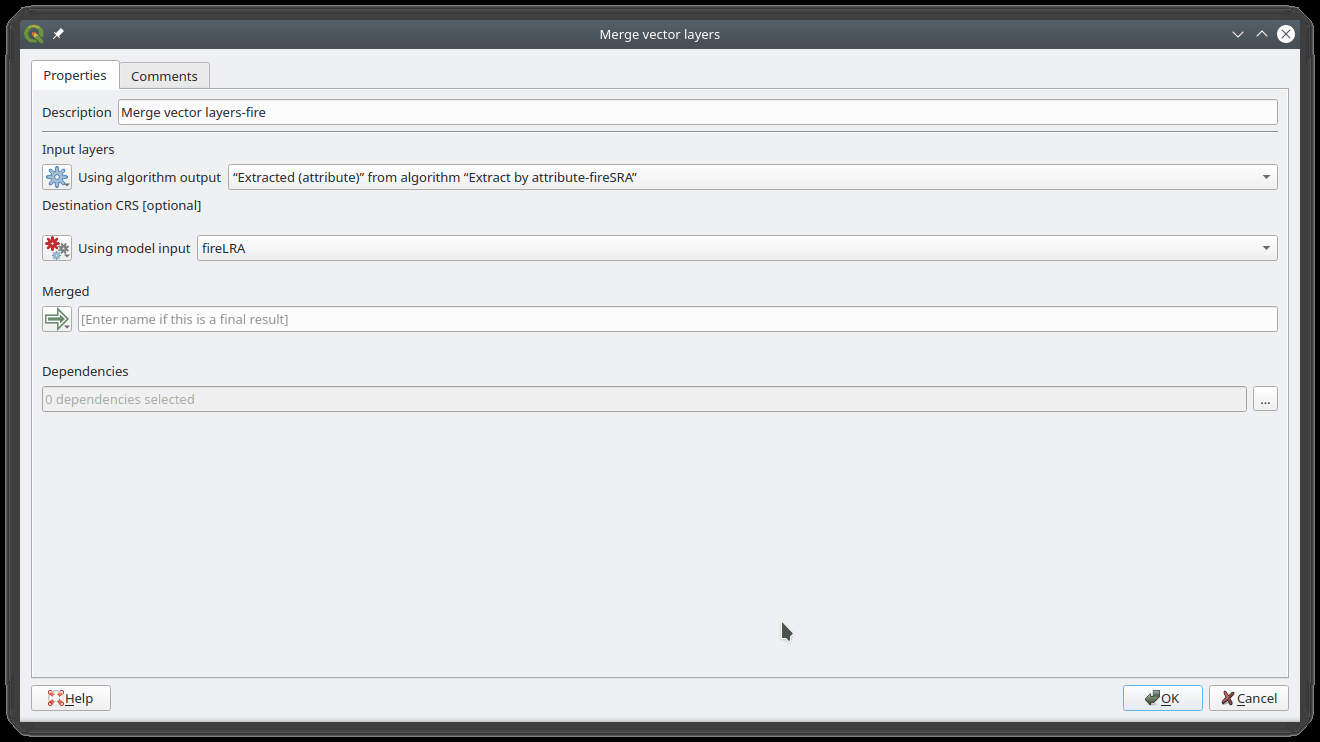 Merge vector layers
Properties
Comments
Description Merge vector layers-fire
Input layers
Using algorithm output “Extracted (attribute)” from algorithm “Extract by attribute-fireSRA”
Destination CRS [optional]
Using model input fireLRA
Merged
[Enter name if this is a final result]
Dependencies
0 dependencies selected ...
Help OK Cancel